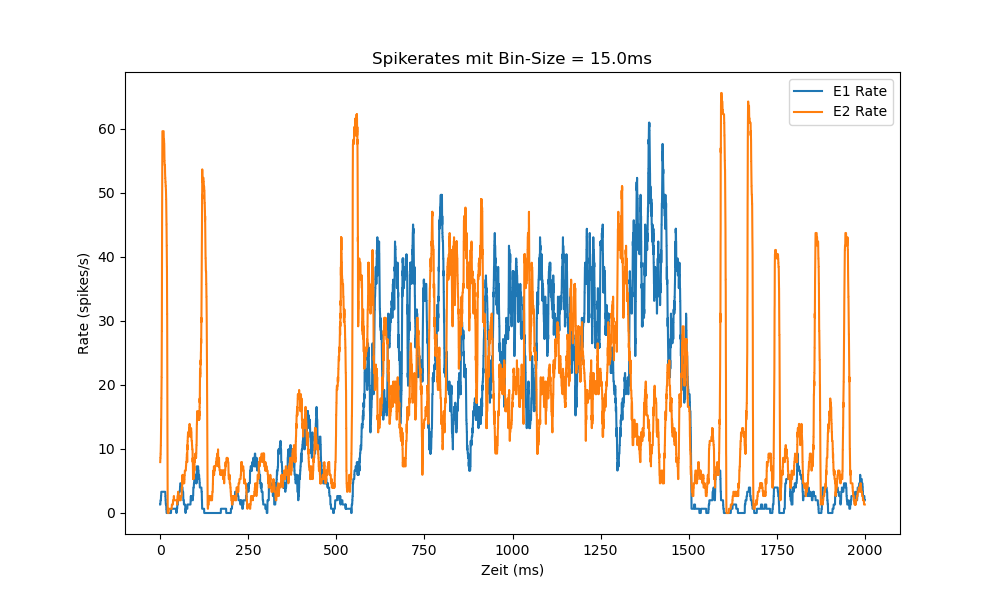 Spikerates mit Bin-Size = 15.0ms
E1 Rate
E2 Rate
60
50
40
30
20
10
0
Rate (spikes/s)
0 250 500 750 1000 1250 1500 1750 2000
Zeit (ms)